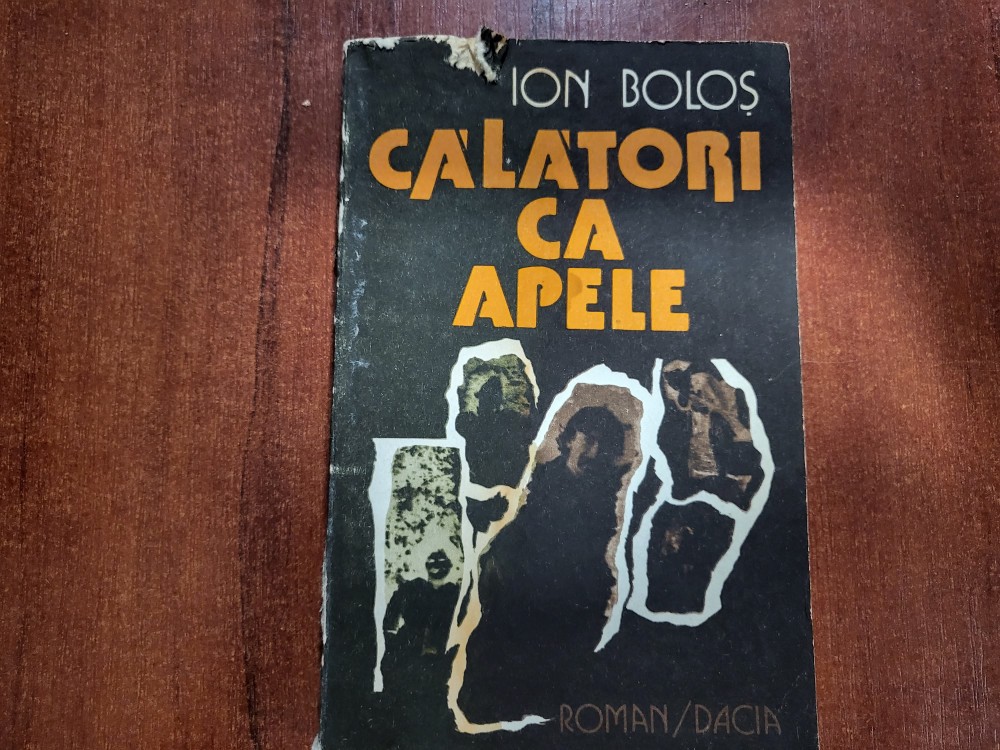 ION BOLOȘ
CĂLĂTORI
CA
APELE
ROMAN/DACIA